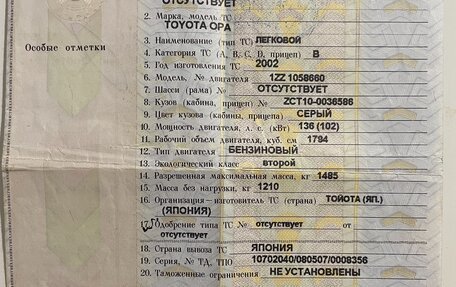 ОТСУТСТВУЕТ
2. Марка, модель ТС
TOYOTA OPA
Особые отметки
3. Наименование (тип ТС) ЛЕГКОВОЙ
4. Категория ТС (А, В, С, D, прицеп) В
5. Год изготовления ТС 2002
6. Модель, № двигателя 1ZZ 1058660
7. Шасси (рама) № ОТСУТСТВУЕТ
8. Кузов (кабина, прицеп) № ZCT10-0036586
9. Цвет кузова (кабины, прицепа) СЕРЫЙ
10. Мощность двигателя, л. с. (кВт) 136 (102)
11. Рабочий объем двигателя, куб. см 1794
12. Тип двигателя БЕНЗИНОВЫЙ
13. Экологический класс второй
14. Разрешенная максимальная масса, кг 1485
15. Масса без нагрузки, кг 1210
16. Организация-изготовитель ТС (страна) ТОЙОТА (ЯП.)
(ЯПОНИЯ)
17. Одобрение типа ТС № отсутствует от
отсутствует
18. Страна вывоза ТС ЯПОНИЯ
19. Серия, № ТД, ТПО 10702040/080507/0008356
20. Таможенные ограничения НЕ УСТАНОВЛЕНЫ